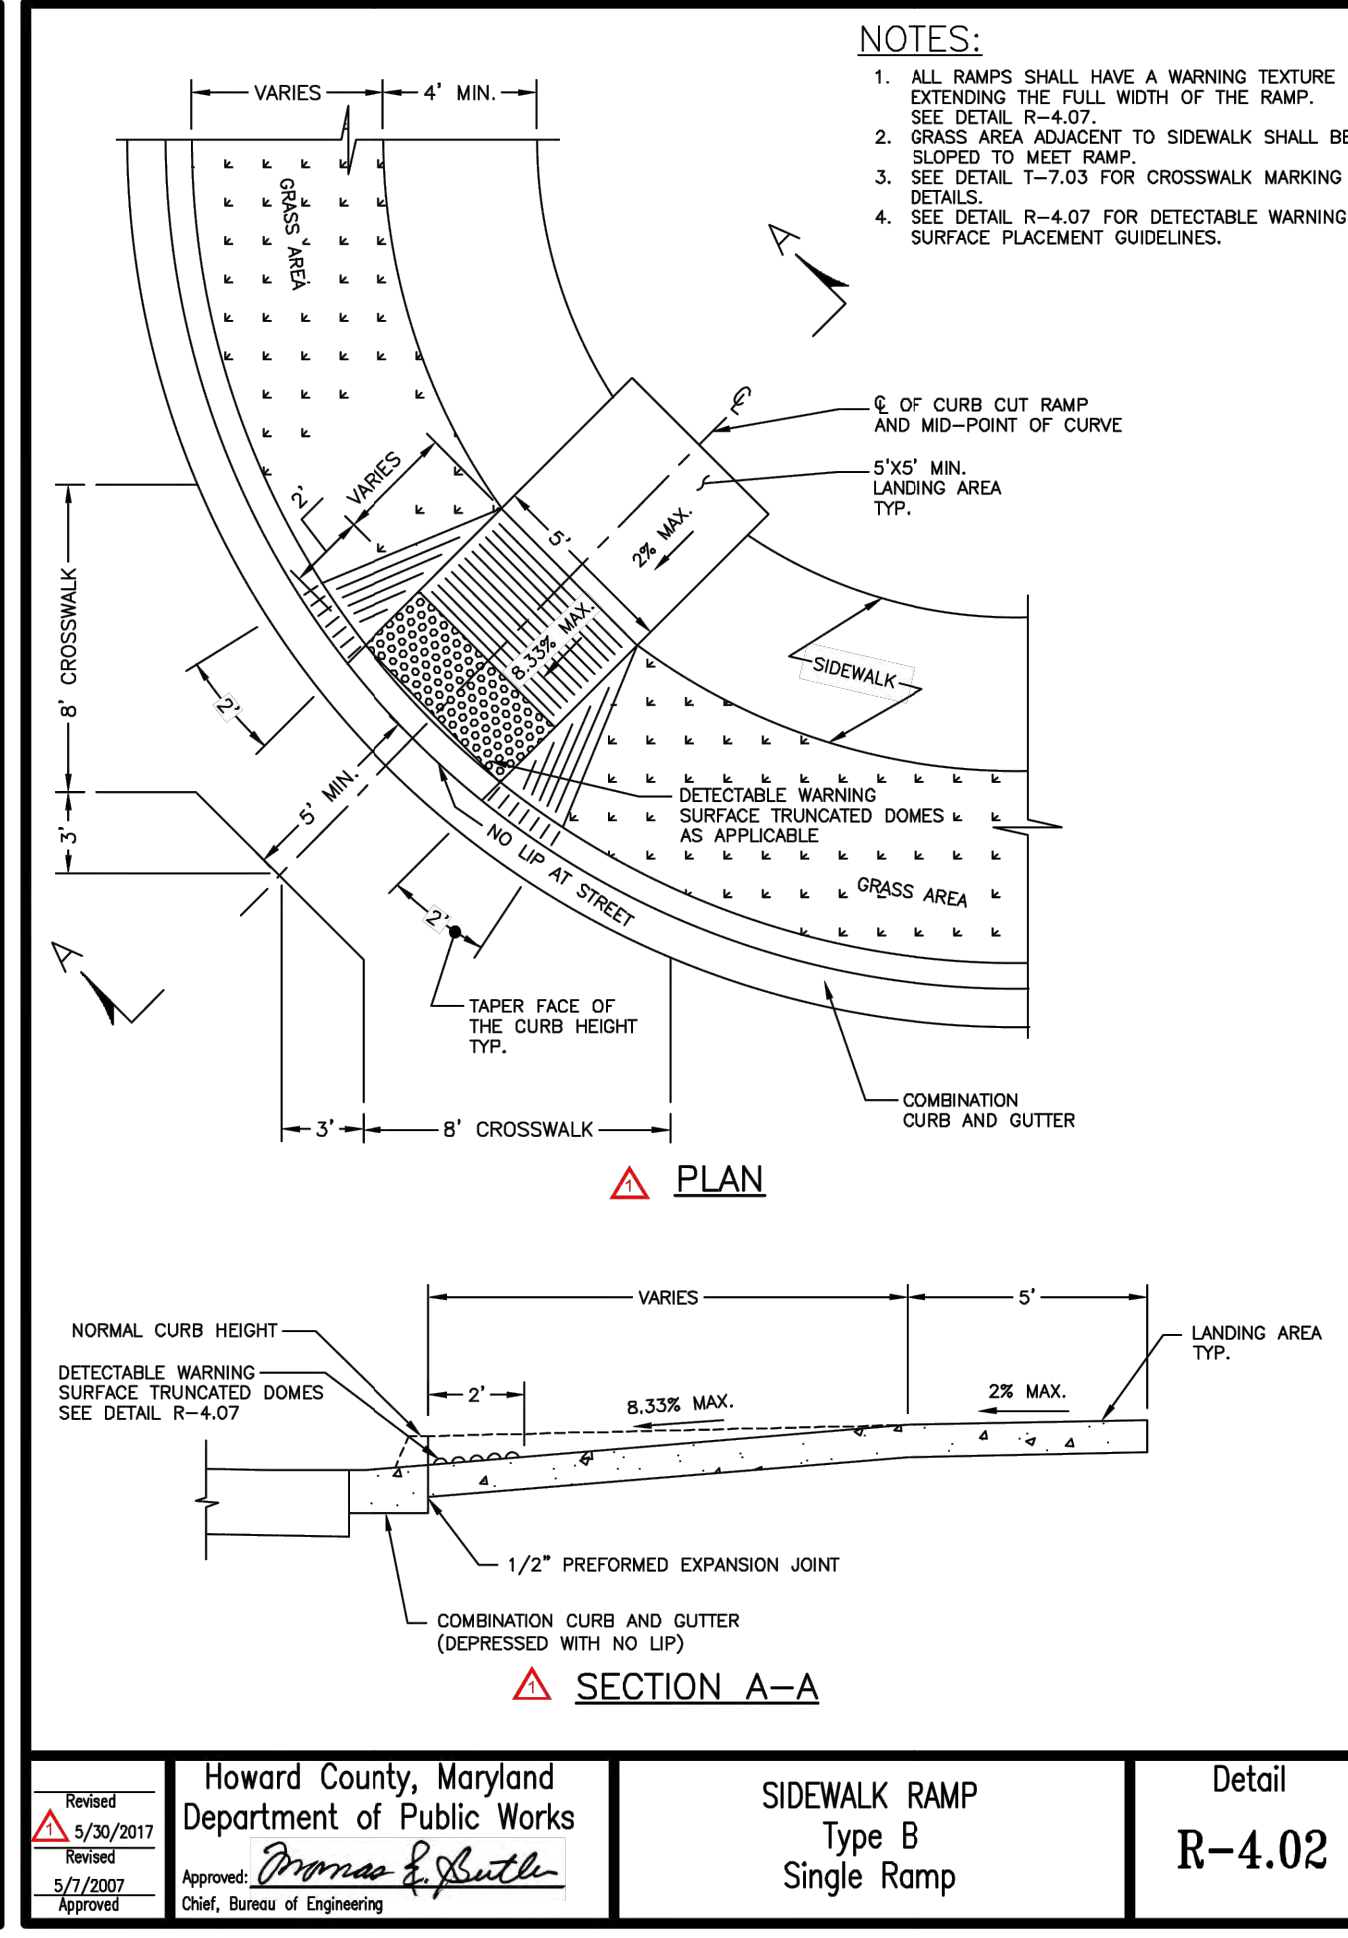 NOTES:
1. ALL RAMPS SHALL HAVE A WARNING TEXTURE
EXTENDING THE FULL WIDTH OF THE RAMP.
SEE DETAIL R-4.07.
2. GRASS AREA ADJACENT TO SIDEWALK SHALL BE
SLOPED TO MEET RAMP.
3. SEE DETAIL T-7.03 FOR CROSSWALK MARKING
DETAILS.
4. SEE DETAIL R-4.07 FOR DETECTABLE WARNING
SURFACE PLACEMENT GUIDELINES.
VARIES
4' MIN.
GRASS AREA
A
℄
℄ OF CURB CUT RAMP
AND MID-POINT OF CURVE
5'X5' MIN.
LANDING AREA
TYP.
2'
VARIES
5'
2% MAX.
8.33% MAX.
8' CROSSWALK
3'
2'
5' MIN.
SIDEWALK
DETECTABLE WARNING
SURFACE TRUNCATED DOMES
AS APPLICABLE
NO LIP AT STREET
GRASS AREA
2'
A
TAPER FACE OF
THE CURB HEIGHT
TYP.
COMBINATION
CURB AND GUTTER
3'
8' CROSSWALK
1 PLAN
VARIES
5'
NORMAL CURB HEIGHT
LANDING AREA
TYP.
DETECTABLE WARNING
SURFACE TRUNCATED DOMES
SEE DETAIL R-4.07
2'
8.33% MAX.
2% MAX.
1/2" PREFORMED EXPANSION JOINT
COMBINATION CURB AND GUTTER
(DEPRESSED WITH NO LIP)
1 SECTION A-A
Revised
1 5/30/2017
Revised
5/7/2007
Approved
Howard County, Maryland
Department of Public Works
Approved: Thomas E. Butler
Chief, Bureau of Engineering
SIDEWALK RAMP
Type B
Single Ramp
Detail
R-4.02